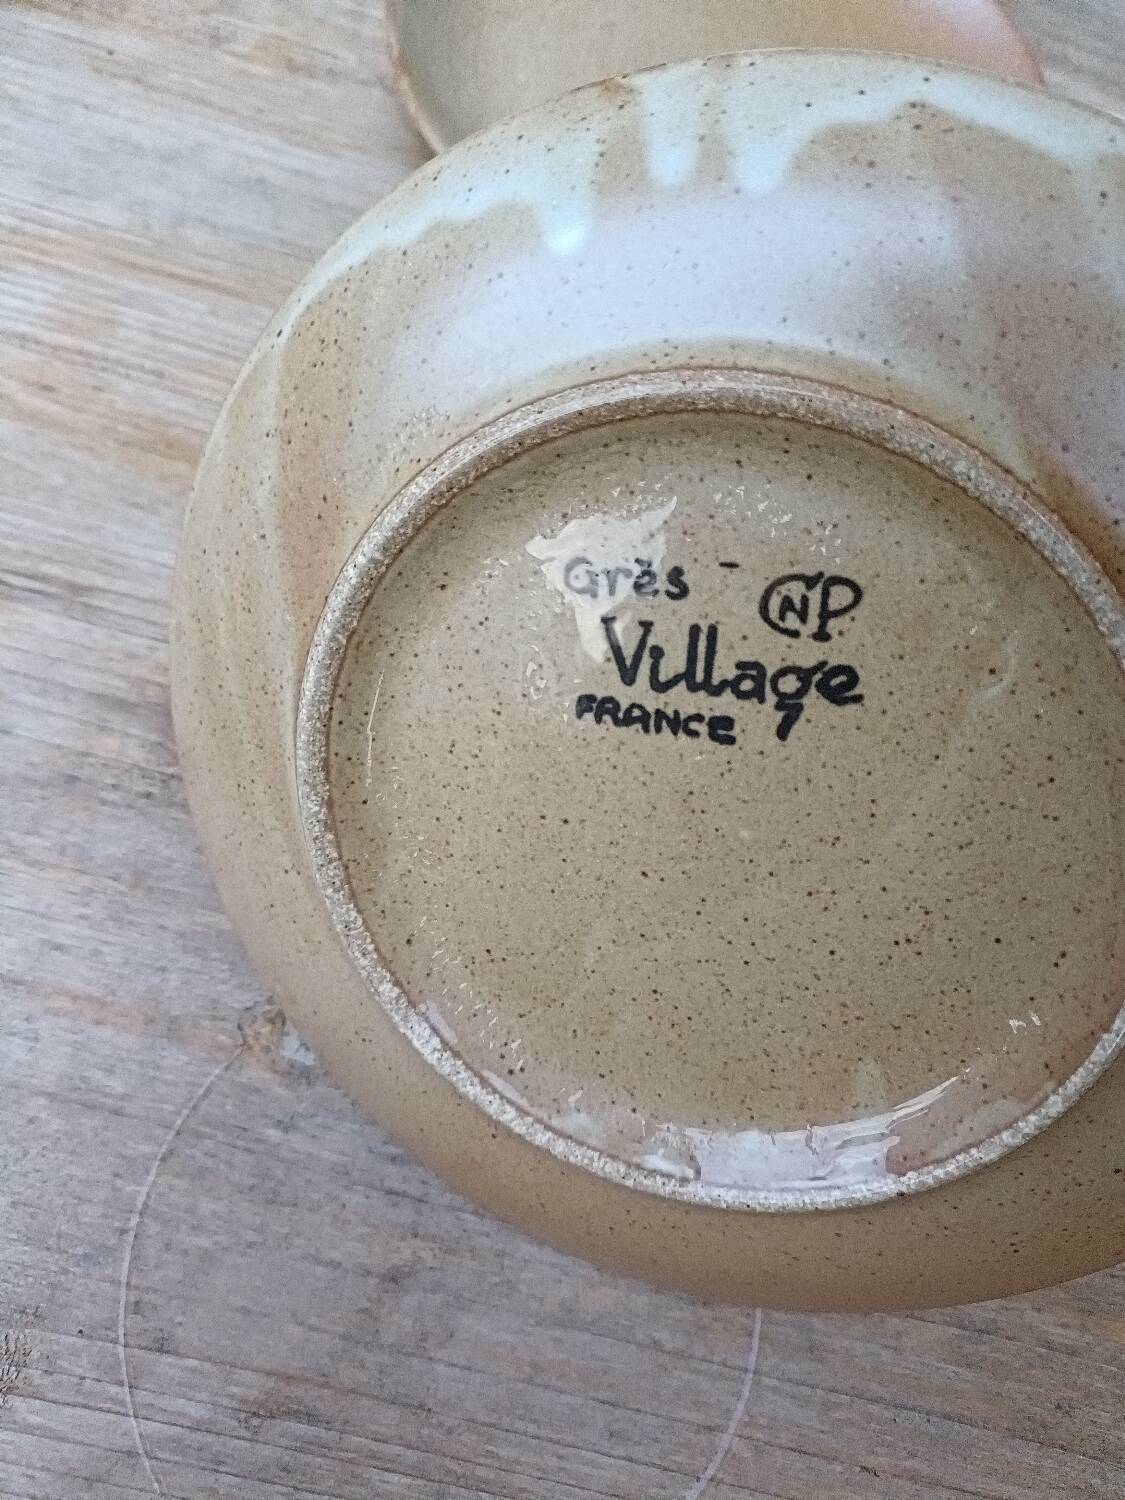 Grès - CNP
Village
FRANCE 7